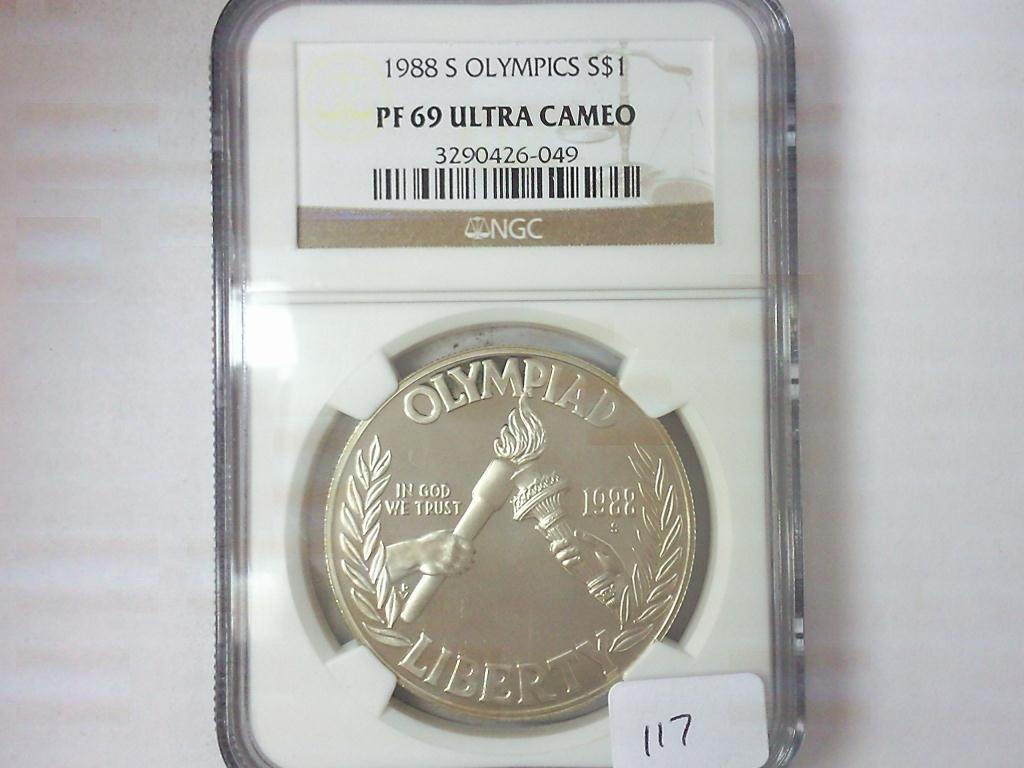 1988 S OLYMPICS S$1
PF 69 ULTRA CAMEO
3290426-049
NGC
OLYMPIAD
IN GOD
WE TRUST
1988
S
LIBERTY
117